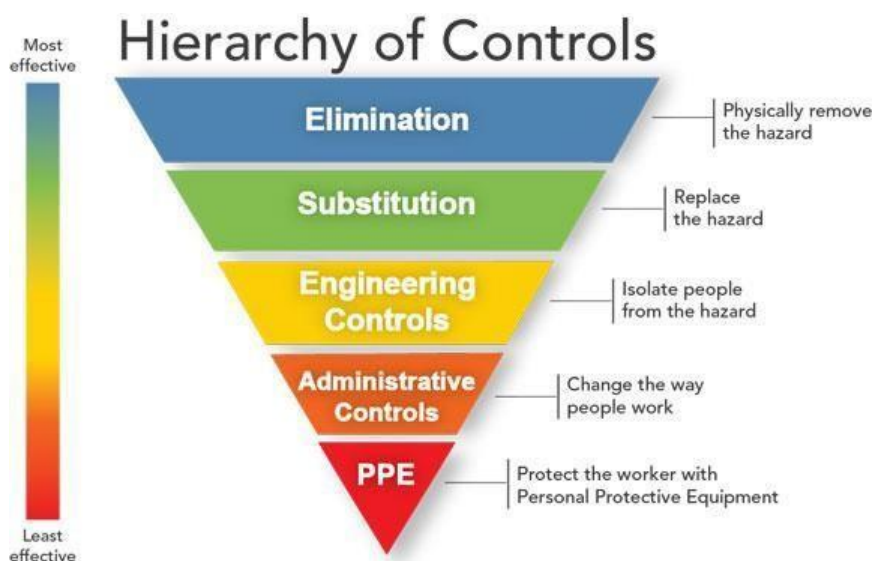 Hierarchy of Controls
Most
effective
Elimination
Physically remove
the hazard
Substitution
Replace
the hazard
Engineering
Controls
Isolate people
from the hazard
Administrative
Controls
Change the way
people work
PPE
Protect the worker with
Personal Protective Equipment
Least
effective